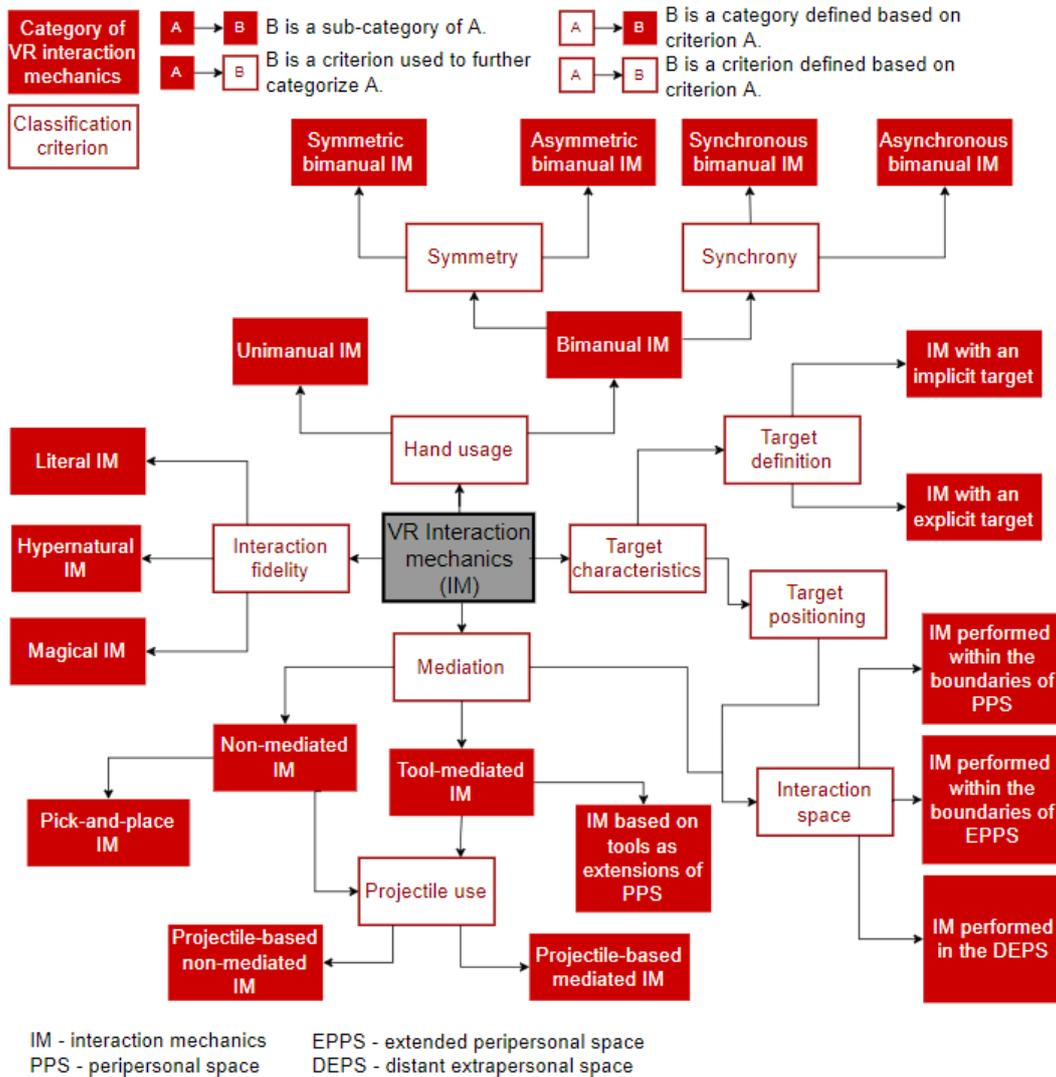 Category of
VR interaction
mechanics
A
B
B is a sub-category of A.
A
B
B is a category defined based on
criterion A.
A
B
B is a criterion used to further
categorize A.
A
B
B is a criterion defined based on
criterion A.
Classification
criterion
Symmetric
bimanual IM
Asymmetric
bimanual IM
Synchronous
bimanual IM
Asynchronous
bimanual IM
Symmetry
Synchrony
Unimanual IM
Bimanual IM
IM with an
implicit target
Hand usage
Target
definition
Literal IM
IM with an
explicit target
Hypernatural
IM
Interaction
fidelity
VR Interaction
mechanics
(IM)
Target
characteristics
Target
positioning
Magical IM
Mediation
IM performed
within the
boundaries of
PPS
Non-mediated
IM
Tool-mediated
IM
Interaction
space
IM performed
within the
boundaries of
EPPS
Pick-and-place
IM
IM based on
tools as
extensions of
PPS
Projectile use
IM performed
in the DEPS
Projectile-based
non-mediated
IM
Projectile-based
mediated IM
IM - interaction mechanics
EPPS - extended peripersonal space
PPS - peripersonal space
DEPS - distant extrapersonal space